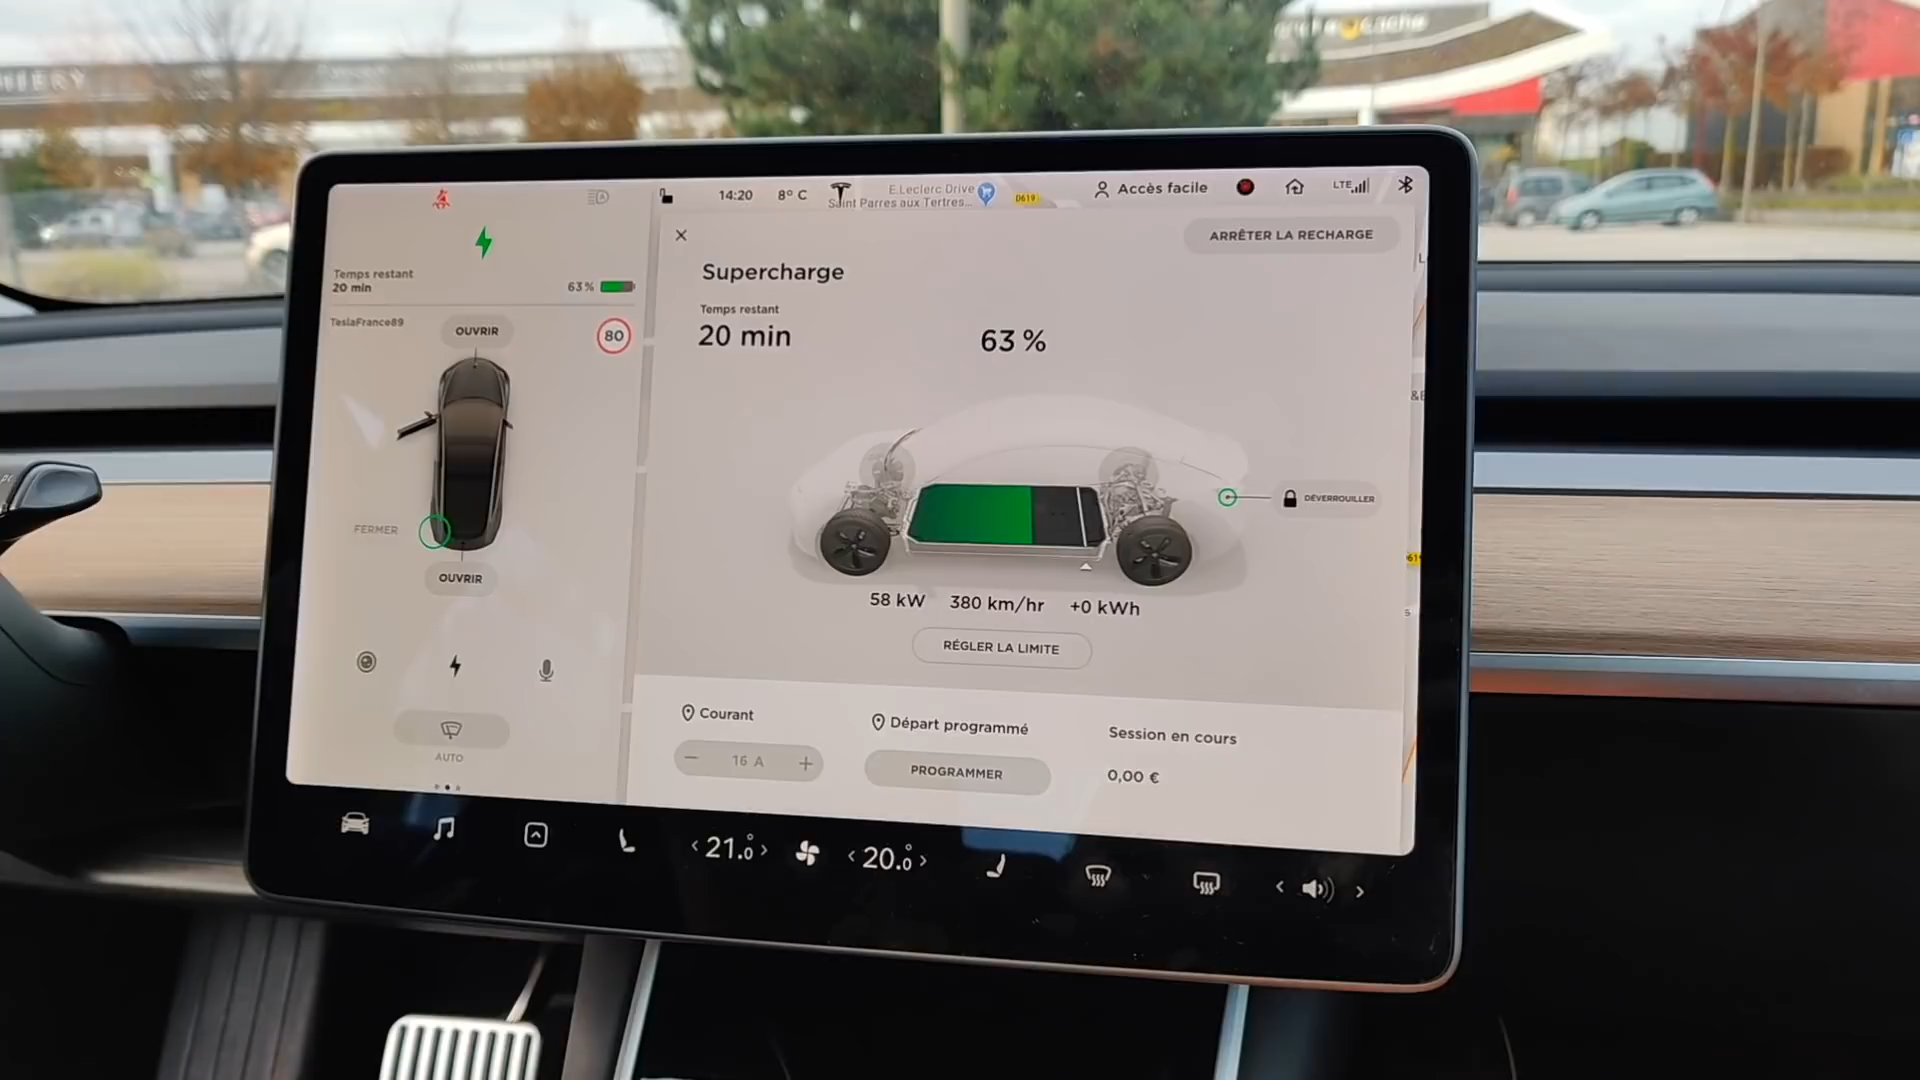 14:20
8° C
E.Leclerc Drive
Saint Parres aux Tertres...
D619
Accès facile
LTE
ARRÊTER LA RECHARGE
Temps restant
20 min
63 %
TeslaFrance89
OUVRIR
80
FERMER
OUVRIR
AUTO
Supercharge
Temps restant
20 min
63 %
DÉVERROUILLER
58 kW
380 km/hr
+0 kWh
RÉGLER LA LIMITE
Courant
16 A
Départ programmé
PROGRAMMER
Session en cours
0,00 €
21.0°
20.0°